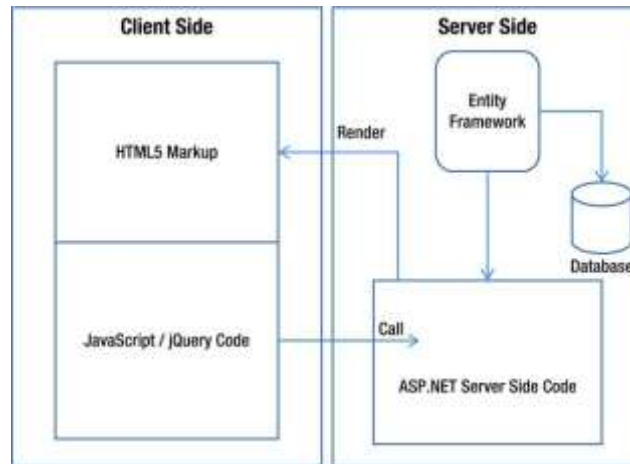 Client Side
Server Side
HTML5 Markup
Render
Entity
Framework
Database
JavaScript / jQuery Code
Call
ASP.NET Server Side Code